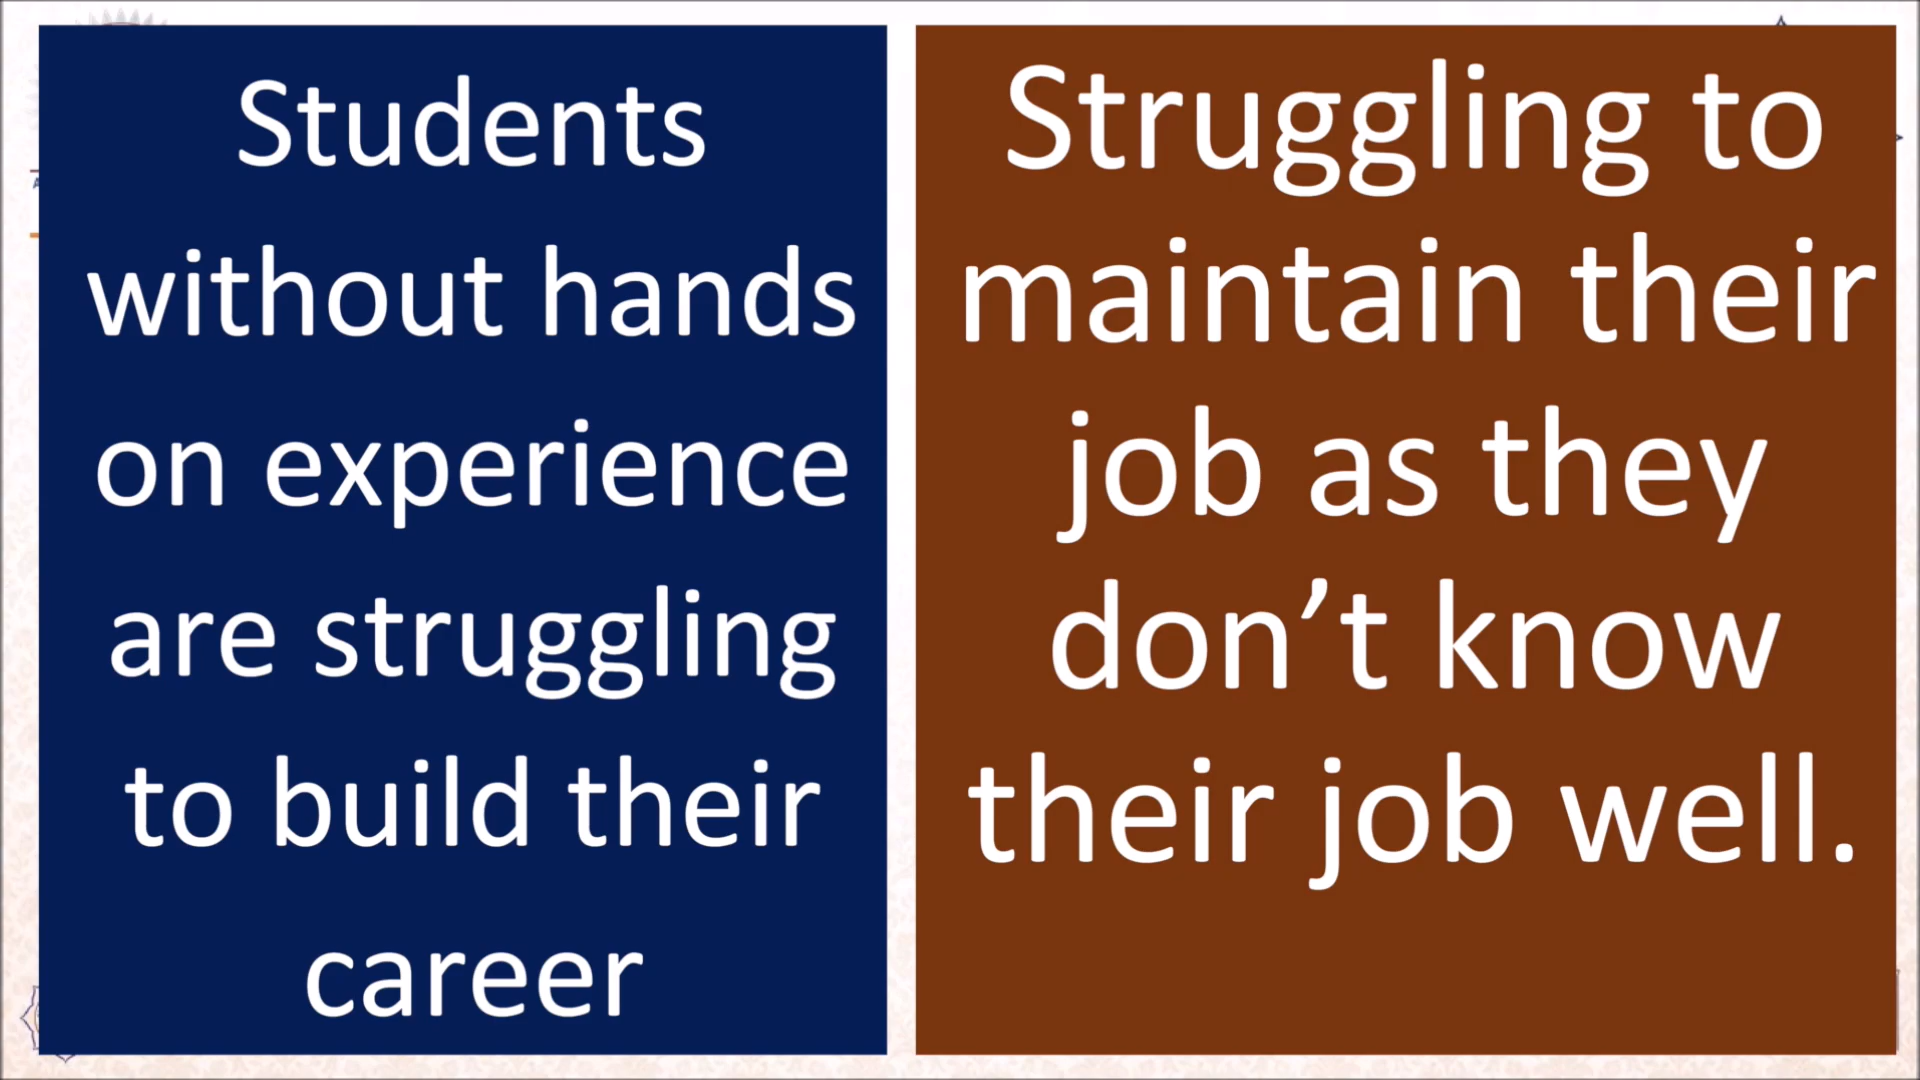 Students
without hands
on experience
are struggling
to build their
career
Struggling to
maintain their
job as they
don’t know
their job well.